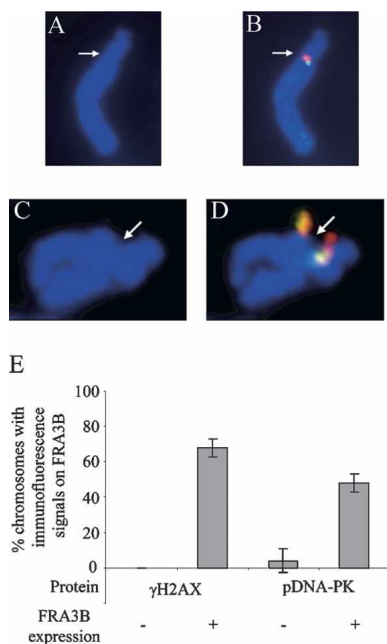 A
B
C
D
E
% chromosomes with
immunofluorescence
signals on FRA3B
100
80
60
40
20
0
Protein γH2AX pDNA-PK
FRA3B
expression - + - +